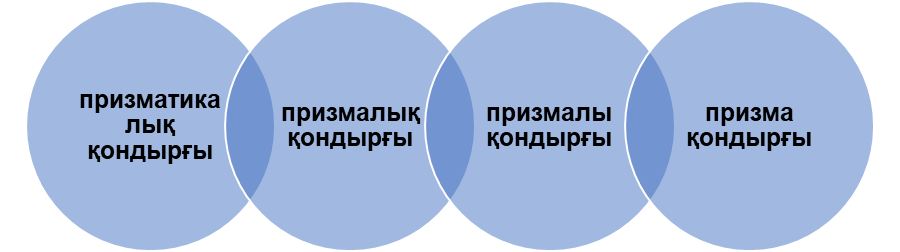 призматика
лық
қондырғы
призмалық
қондырғы
призмалы
қондырғы
призма
қондырғы